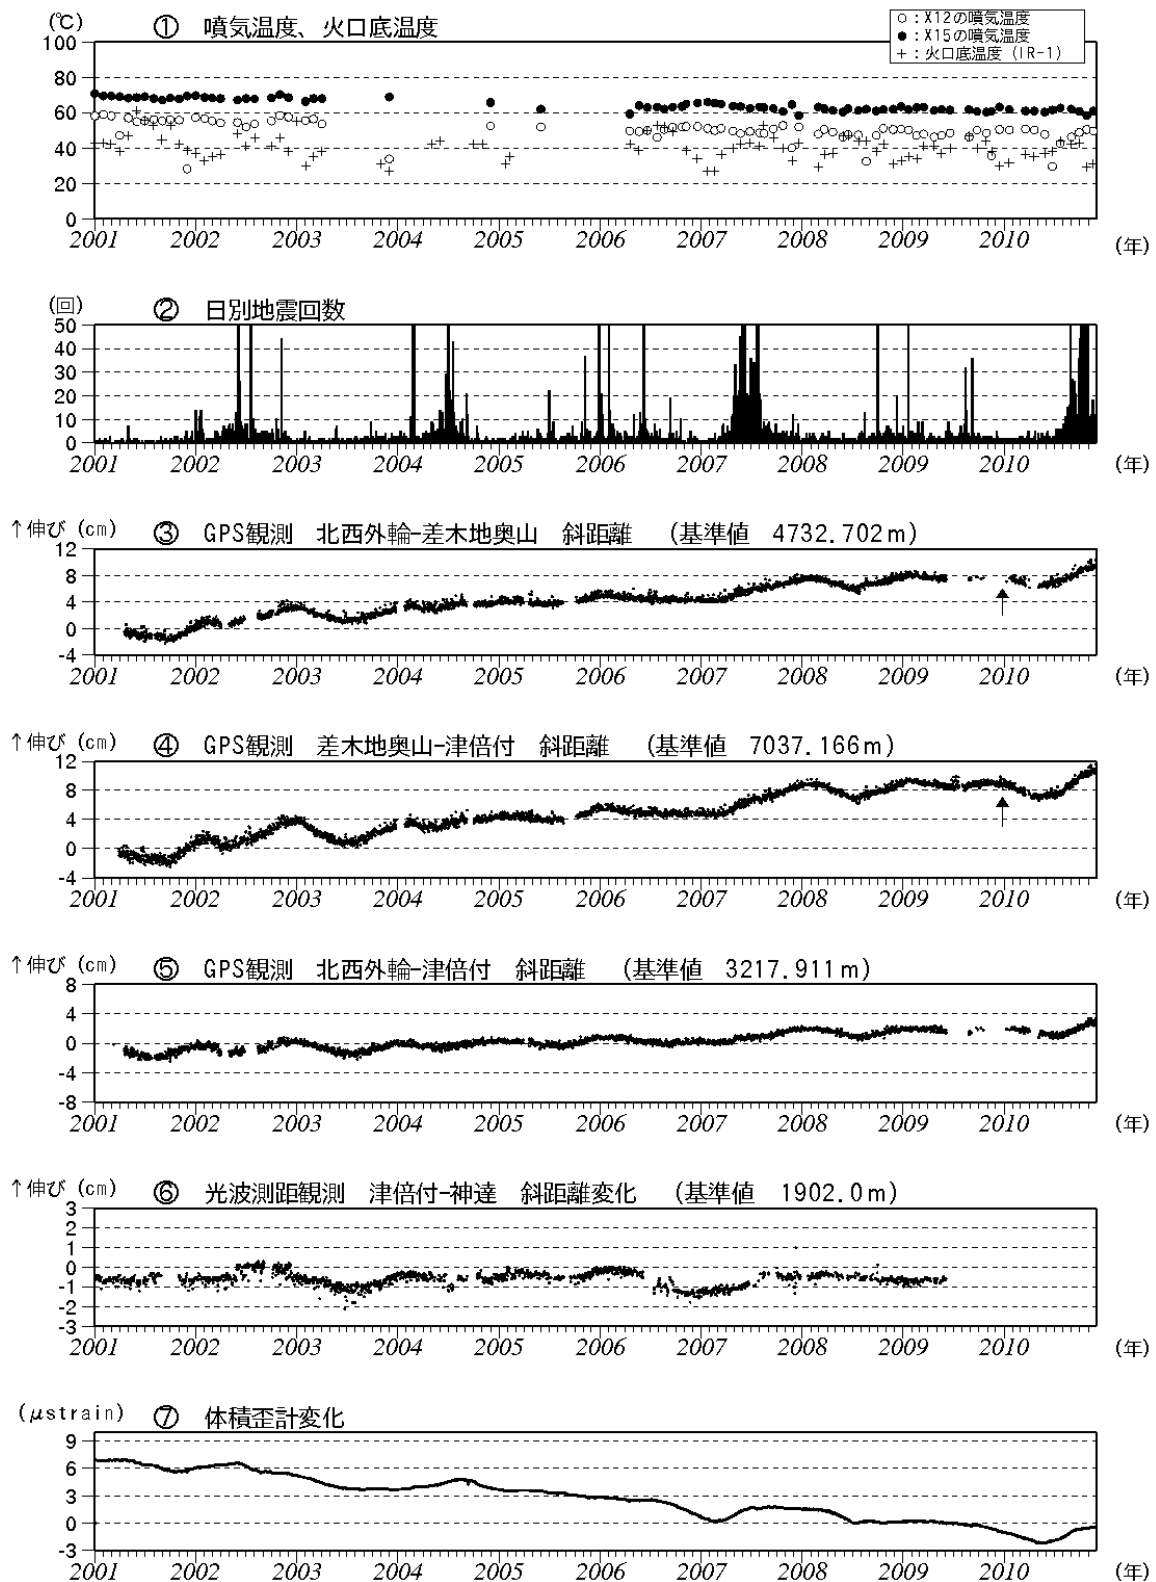 (℃) ① 噴気温度、火口底温度
○：X12の噴気温度
●：X15の噴気温度
＋：火口底温度（IR-1）
100
80
60
40
20
0
2001 2002 2003 2004 2005 2006 2007 2008 2009 2010 (年)
(回) ② 日別地震回数
50
40
30
20
10
0
2001 2002 2003 2004 2005 2006 2007 2008 2009 2010 (年)
↑伸び (cm) ③ GPS観測 北西外輪-差木地奥山 斜距離 (基準値 4732.702m)
12
8
4
0
-4
2001 2002 2003 2004 2005 2006 2007 2008 2009 2010 (年)
↑伸び (cm) ④ GPS観測 差木地奥山-津倍付 斜距離 (基準値 7037.166m)
12
8
4
0
-4
2001 2002 2003 2004 2005 2006 2007 2008 2009 2010 (年)
↑伸び (cm) ⑤ GPS観測 北西外輪-津倍付 斜距離 (基準値 3217.911m)
8
4
0
-4
-8
2001 2002 2003 2004 2005 2006 2007 2008 2009 2010 (年)
↑伸び (cm) ⑥ 光波測距観測 津倍付-神達 斜距離変化 (基準値 1902.0m)
3
2
1
0
-1
-2
-3
2001 2002 2003 2004 2005 2006 2007 2008 2009 2010 (年)
(μstrain) ⑦ 体積歪計変化
9
6
3
0
-3
2001 2002 2003 2004 2005 2006 2007 2008 2009 2010 (年)